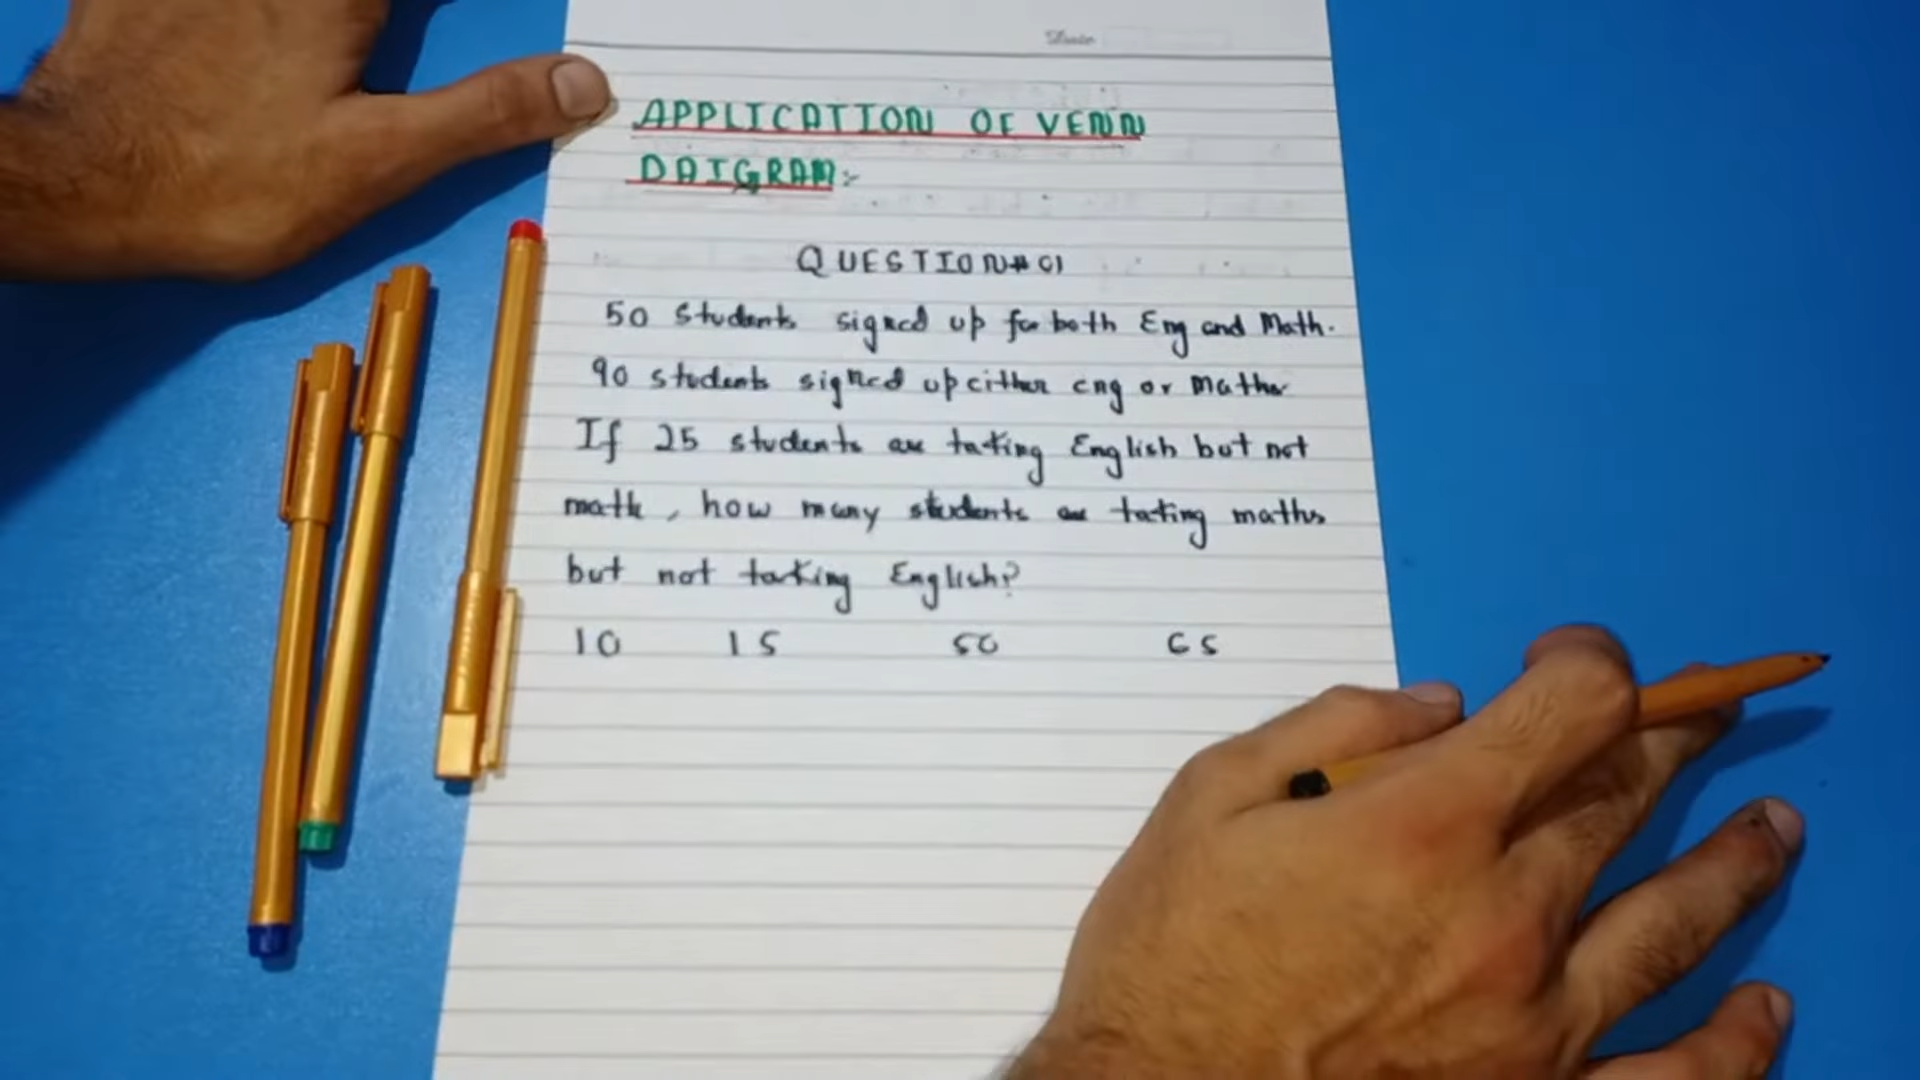 Date
APPLICATION OF VENN
DAIGRAM:-
QUESTION# 01
50 Students signed up for both Eng and Math.
90 students signed up either eng or Maths
If 25 students are taking English but not
math, how many students are taking maths
but not taking English?
10 15 50 65